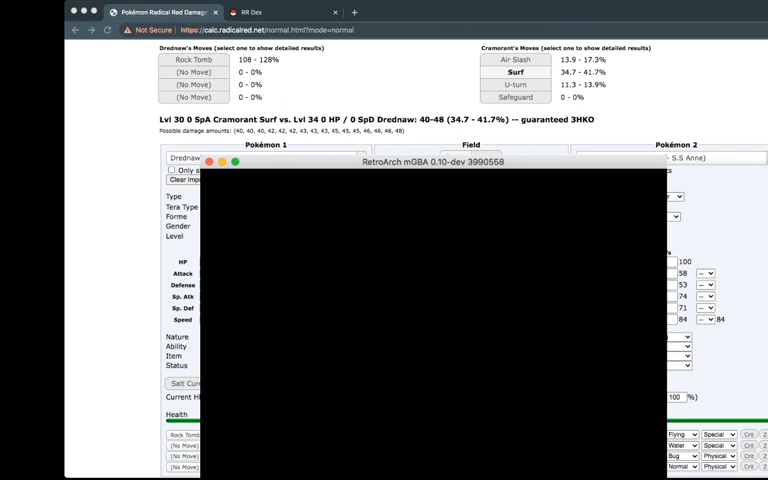 Pokémon Radical Red Damage
RR Dex
Not Secure https://calc.radicalred.net/normal.html?mode=normal
Drednaw's Moves (select one to show detailed results)
Cramorant's Moves (select one to show detailed results)
Rock Tomb 108 - 128%
Air Slash 13.9 - 17.3%
(No Move) 0 - 0%
Surf 34.7 - 41.7%
(No Move) 0 - 0%
U-turn 11.3 - 13.9%
(No Move) 0 - 0%
Safeguard 0 - 0%
Lvl 30 0 SpA Cramorant Surf vs. Lvl 34 0 HP / 0 SpD Drednaw: 40-48 (34.7 - 41.7%) -- guaranteed 3HKO
Possible damage amounts: (40, 40, 40, 42, 42, 42, 43, 43, 43, 45, 45, 45, 46, 46, 46, 48)
Pokémon 1
Field
Pokémon 2
Drednaw
- S.S Anne)
RetroArch mGBA 0.10-dev 3990558
Only s
ts
Clear Imp
Type
Tera Type
Forme
Gender
Level
HP 100
Attack 58 --
Defense 53 --
Sp. Atk 74 --
Sp. Def 71 --
Speed 84 -- 84
Nature
Ability
Item
Status
Salt Cur
Current H
100 %)
Health
Rock Tomb
Flying Special Crit Z
(No Move)
Water Special Crit Z
(No Move)
Bug Physical Crit Z
(No Move)
Normal Physical Crit Z